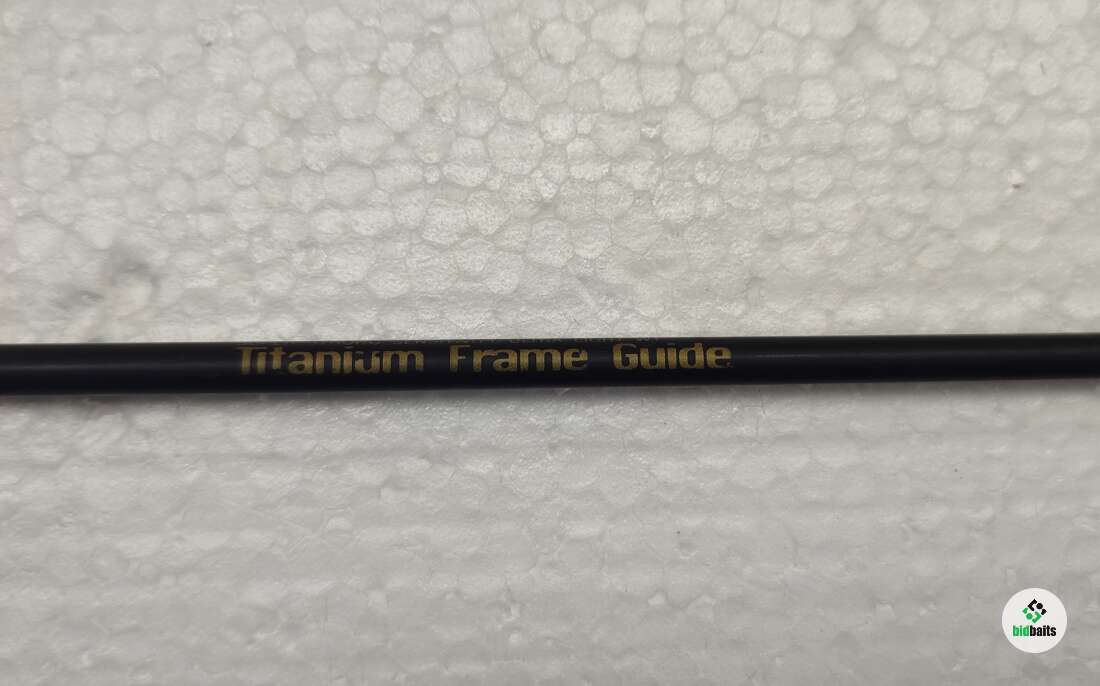 Titanium Frame Guide
bidbaits